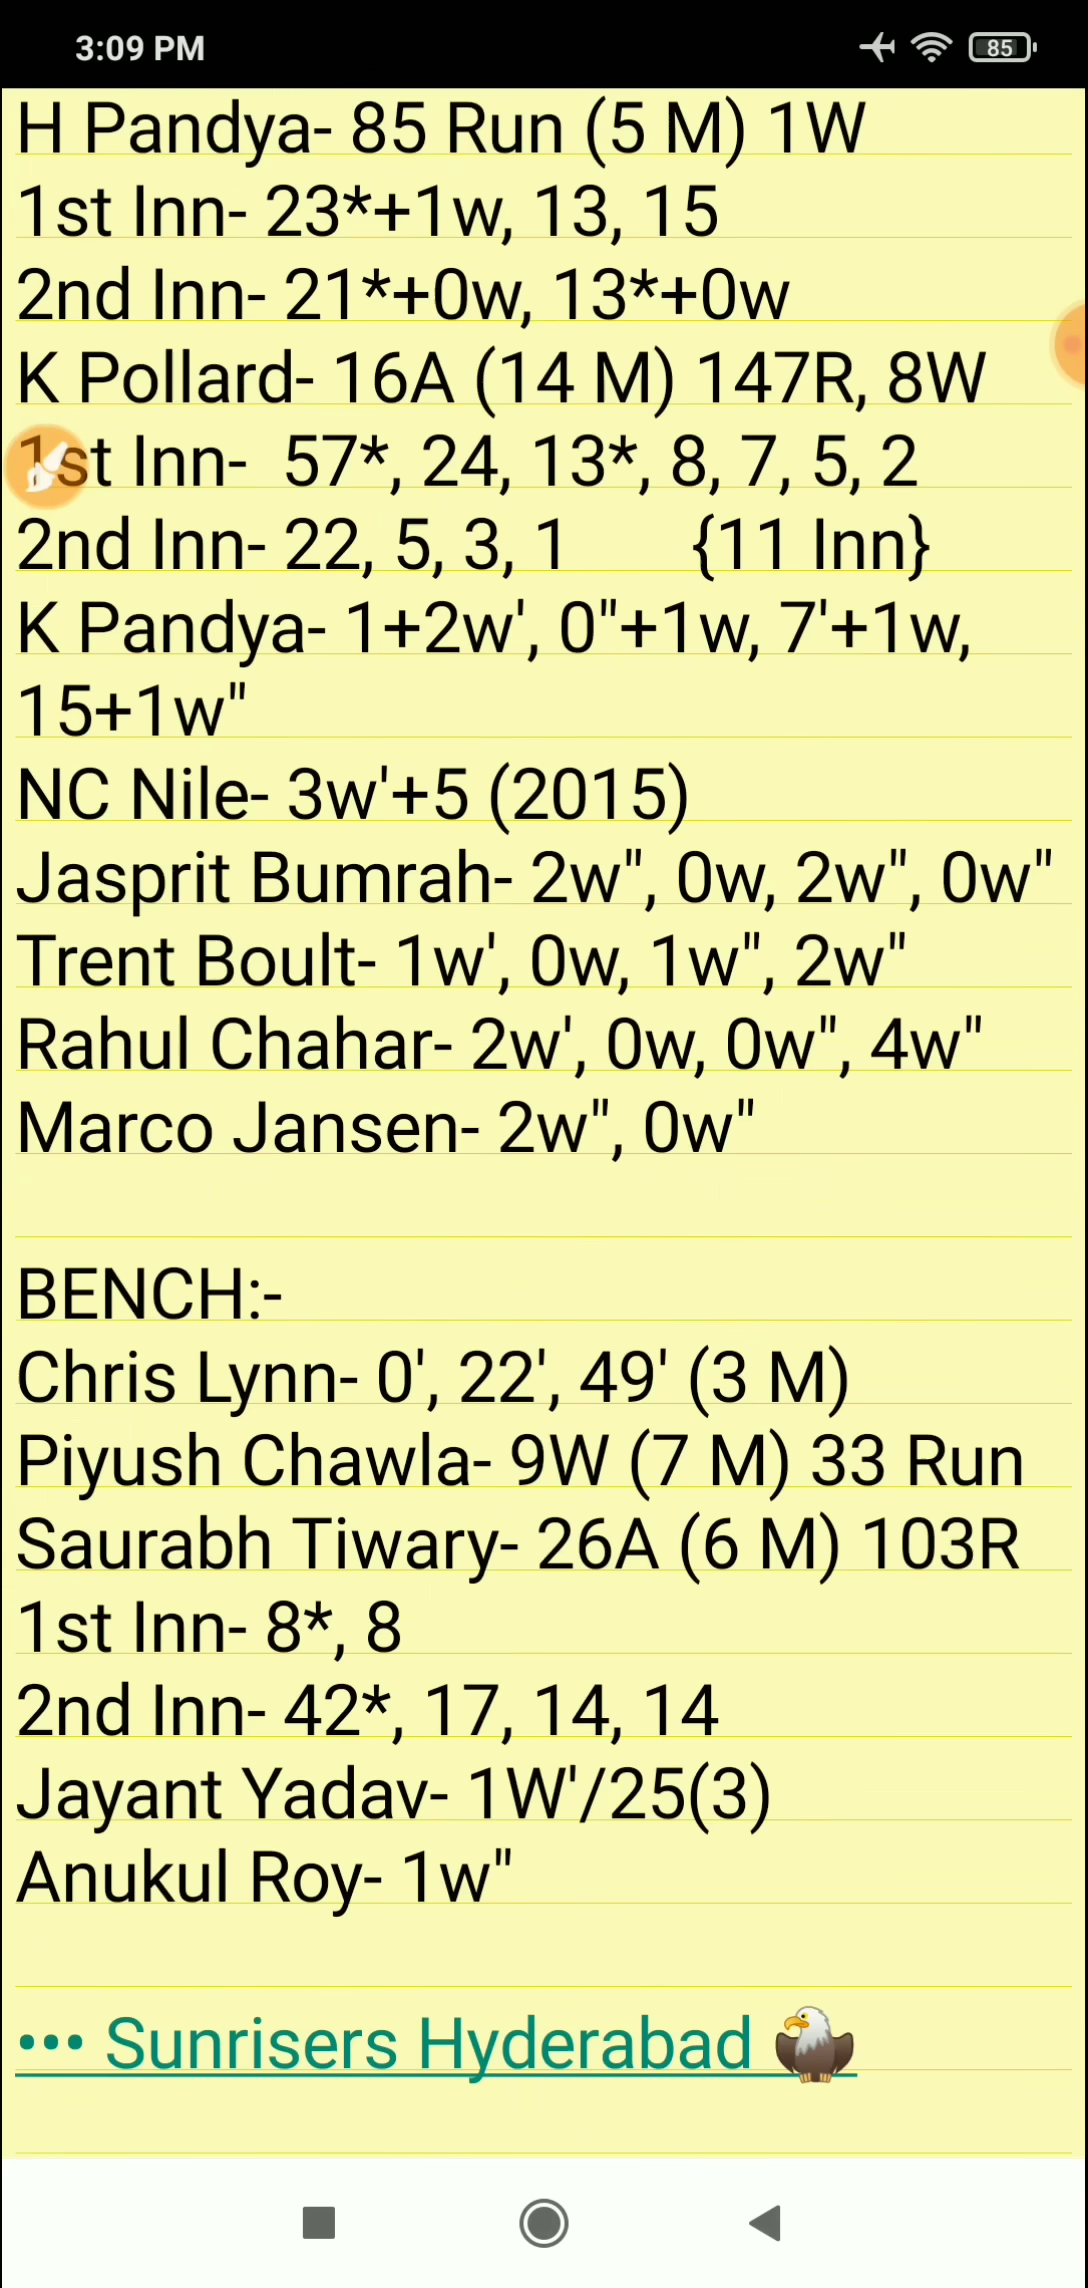 3:09 PM
85
H Pandya- 85 Run (5 M) 1W
1st Inn- 23*+1w, 13, 15
2nd Inn- 21*+0w, 13*+0w
K Pollard- 16A (14 M) 147R, 8W
1st Inn-  57*, 24, 13*, 8, 7, 5, 2
2nd Inn- 22, 5, 3, 1       {11 Inn}
K Pandya- 1+2w', 0"+1w, 7'+1w,
15+1w"
NC Nile- 3w'+5 (2015)
Jasprit Bumrah- 2w", 0w, 2w", 0w"
Trent Boult- 1w', 0w, 1w", 2w"
Rahul Chahar- 2w', 0w, 0w", 4w"
Marco Jansen- 2w", 0w"
BENCH:-
Chris Lynn- 0', 22', 49' (3 M)
Piyush Chawla- 9W (7 M) 33 Run
Saurabh Tiwary- 26A (6 M) 103R
1st Inn- 8*, 8
2nd Inn- 42*, 17, 14, 14
Jayant Yadav- 1W'/25(3)
Anukul Roy- 1w"
••• Sunrisers Hyderabad 🦅